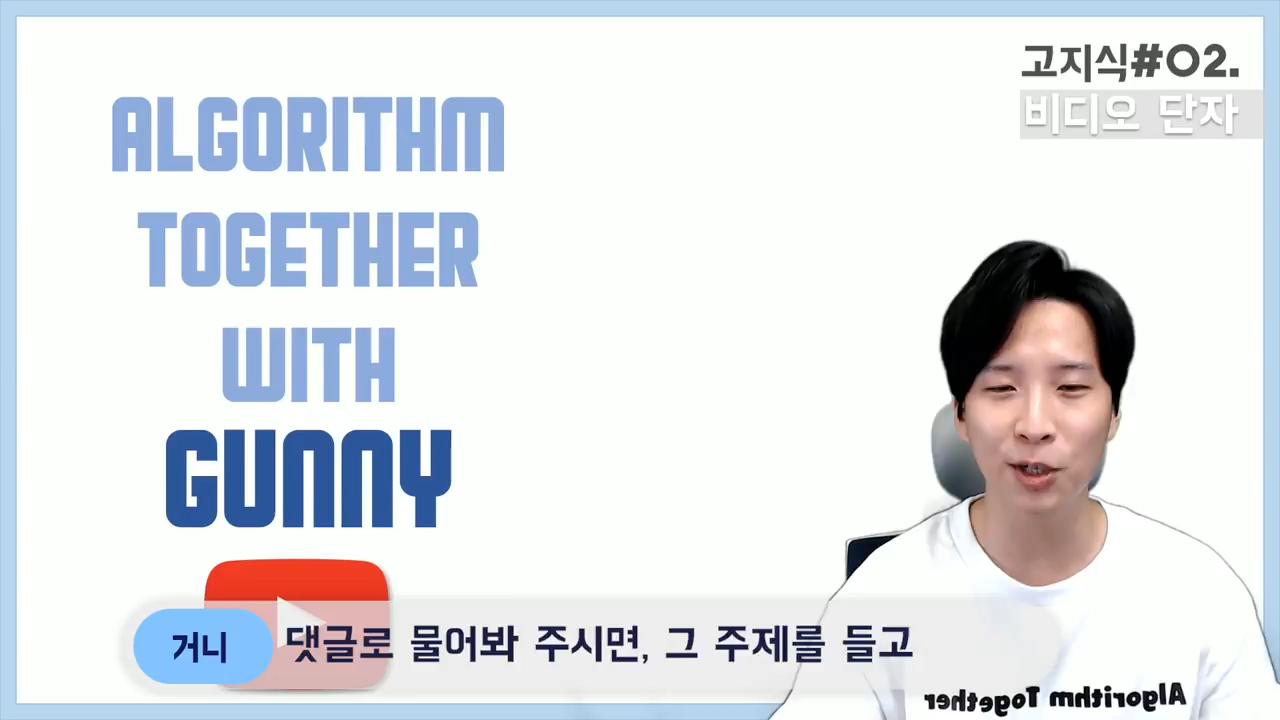 고지식#02.
비디오 단자
ALGORITHM
TOGETHER
WITH
GUNNY
거니 댓글로 물어봐 주시면, 그 주제를 들고
Algorithm Together